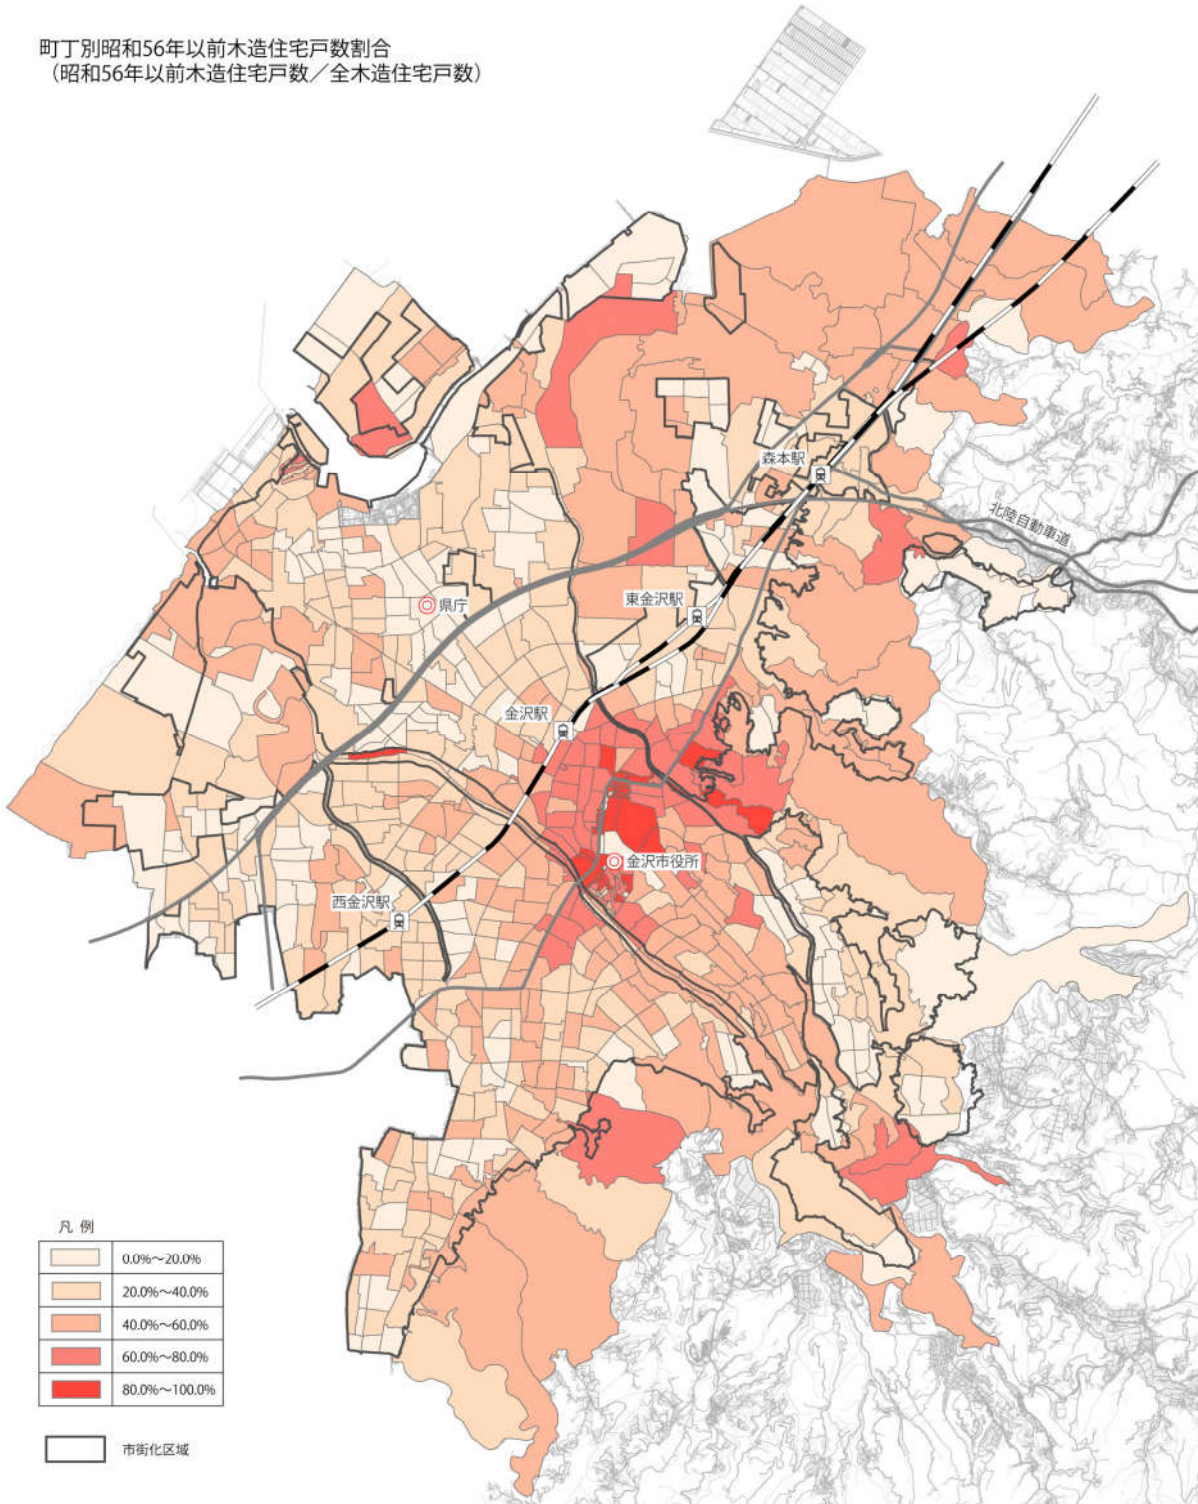 町丁別昭和56年以前木造住宅戸数割合
（昭和56年以前木造住宅戸数／全木造住宅戸数）
森本駅
北陸自動車道
東金沢駅
県庁
金沢駅
金沢市役所
西金沢駅
凡 例
0.0%～20.0%
20.0%～40.0%
40.0%～60.0%
60.0%～80.0%
80.0%～100.0%
市街化区域